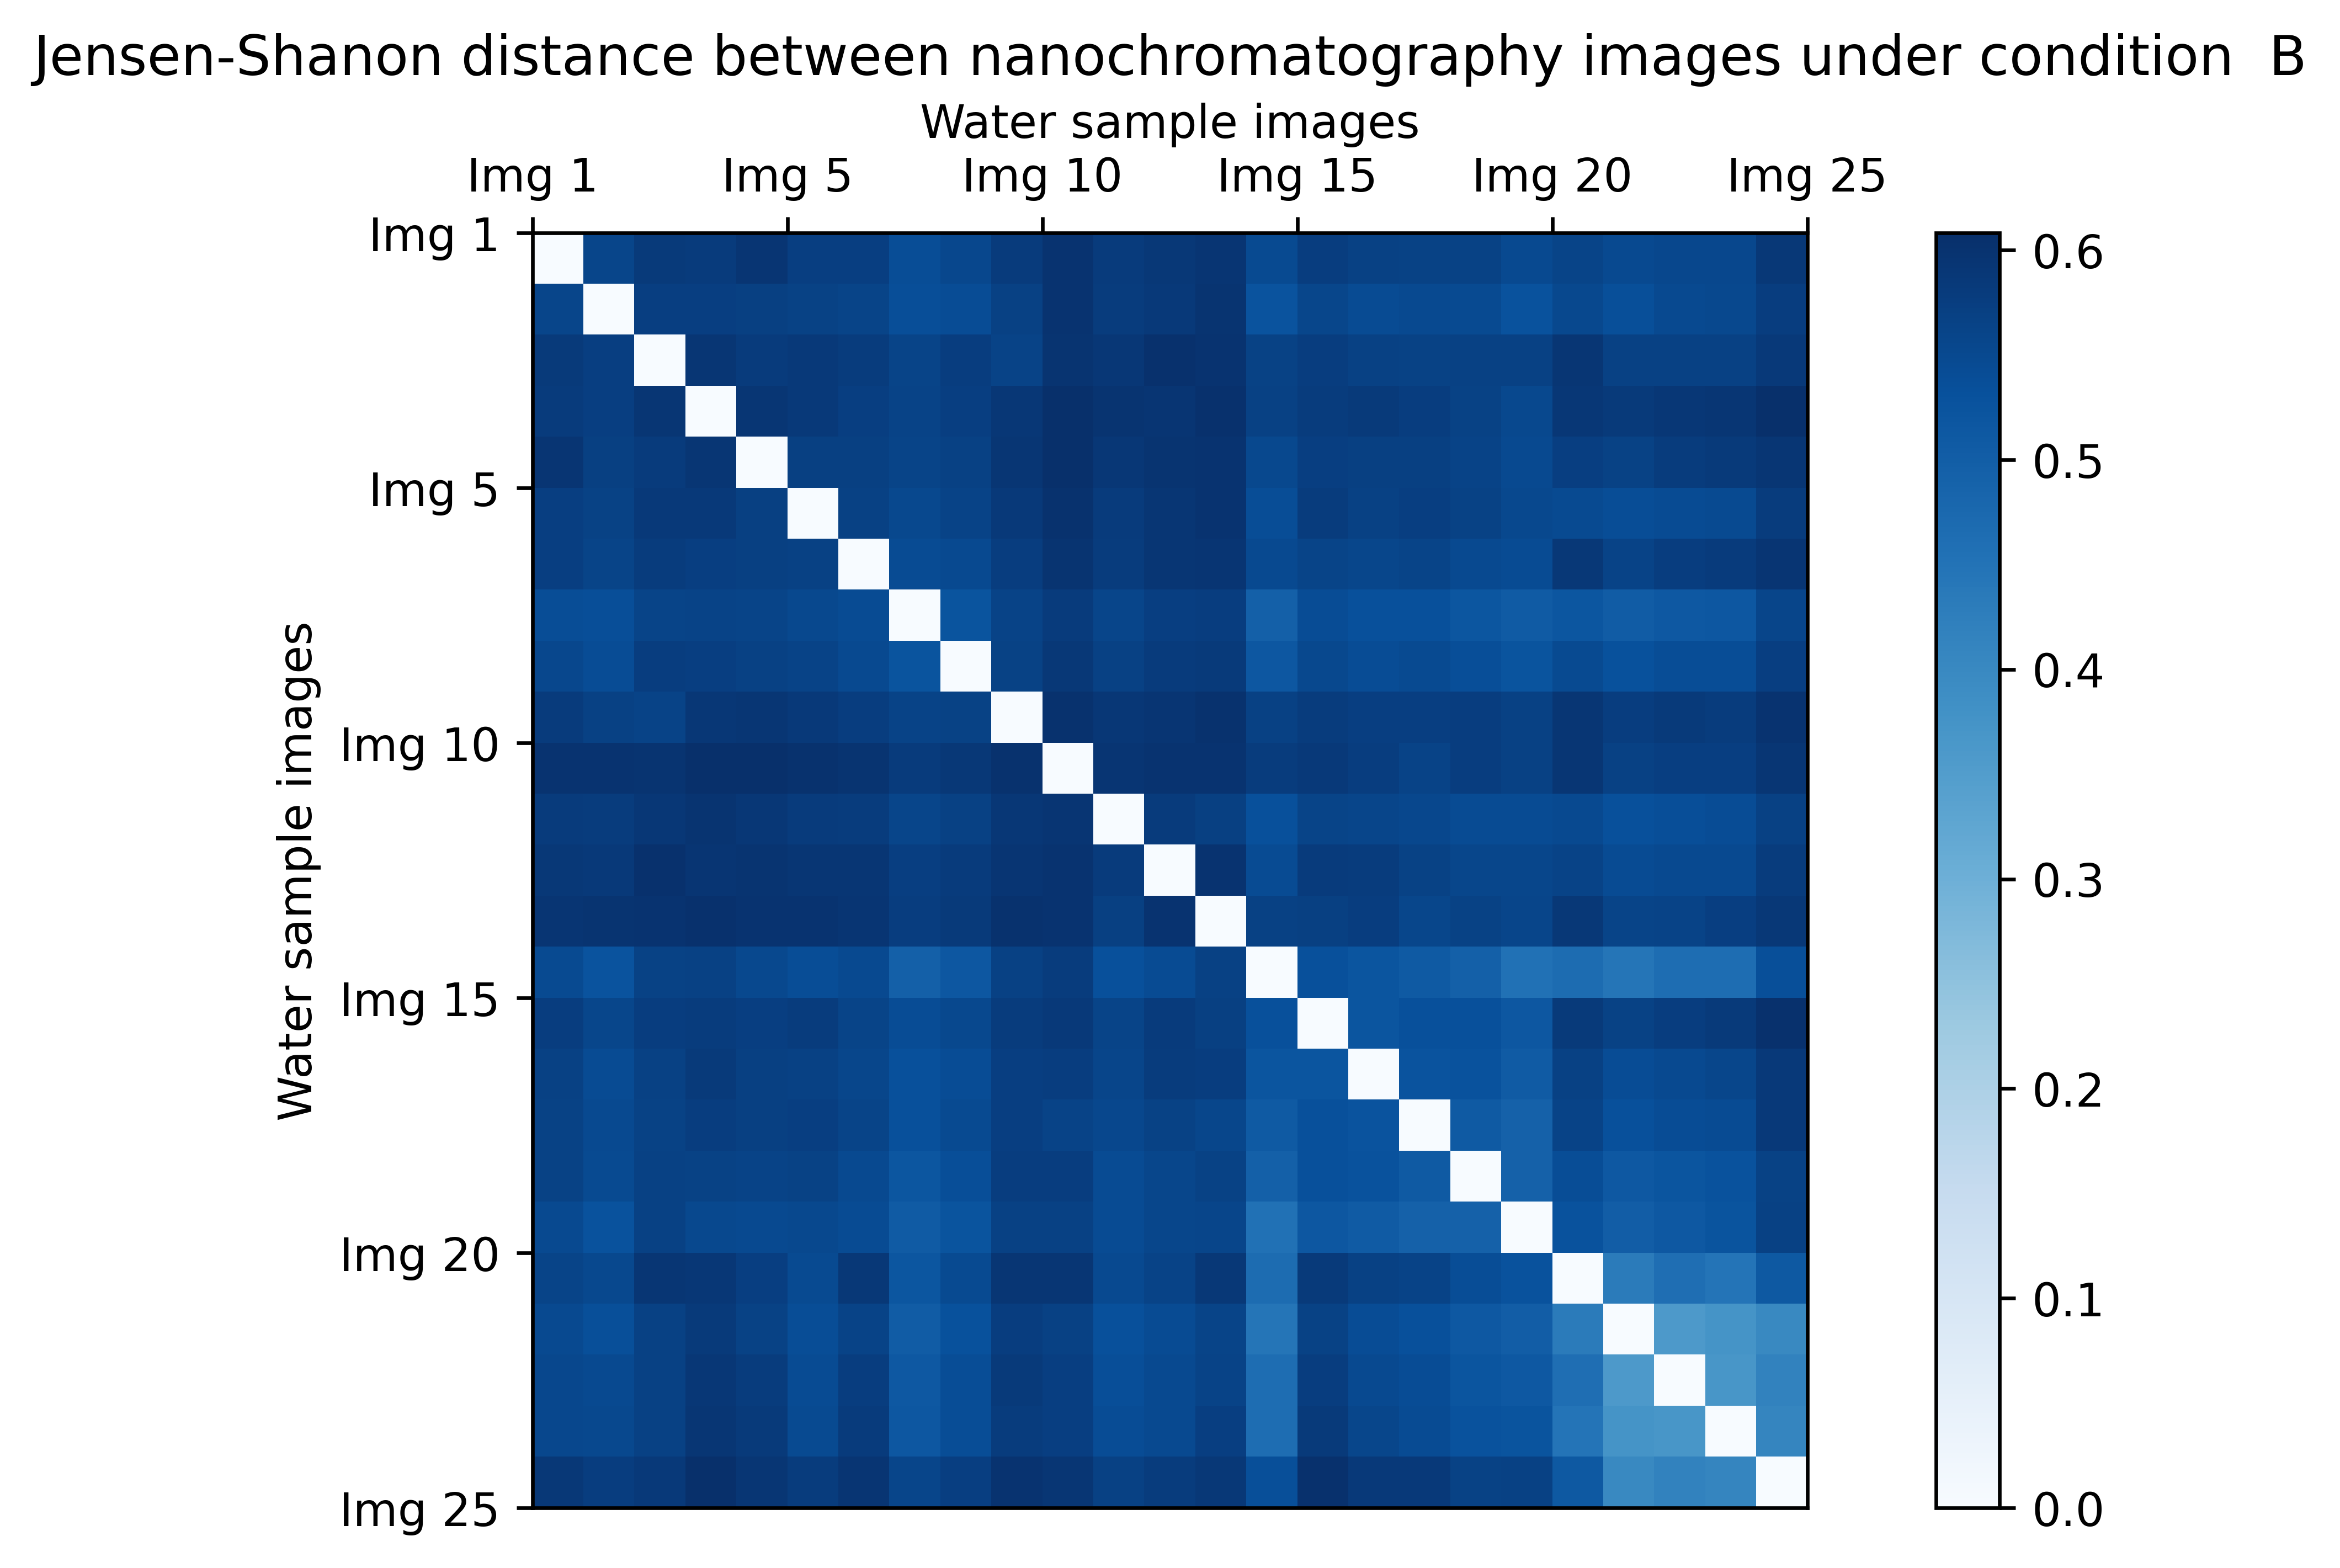 Jensen-Shanon distance between nanochromatography images under condition  B
Water sample images
Img 1 Img 5 Img 10 Img 15 Img 20 Img 25
Water sample images
Img 1
Img 5
Img 10
Img 15
Img 20
Img 25
0.6
0.5
0.4
0.3
0.2
0.1
0.0